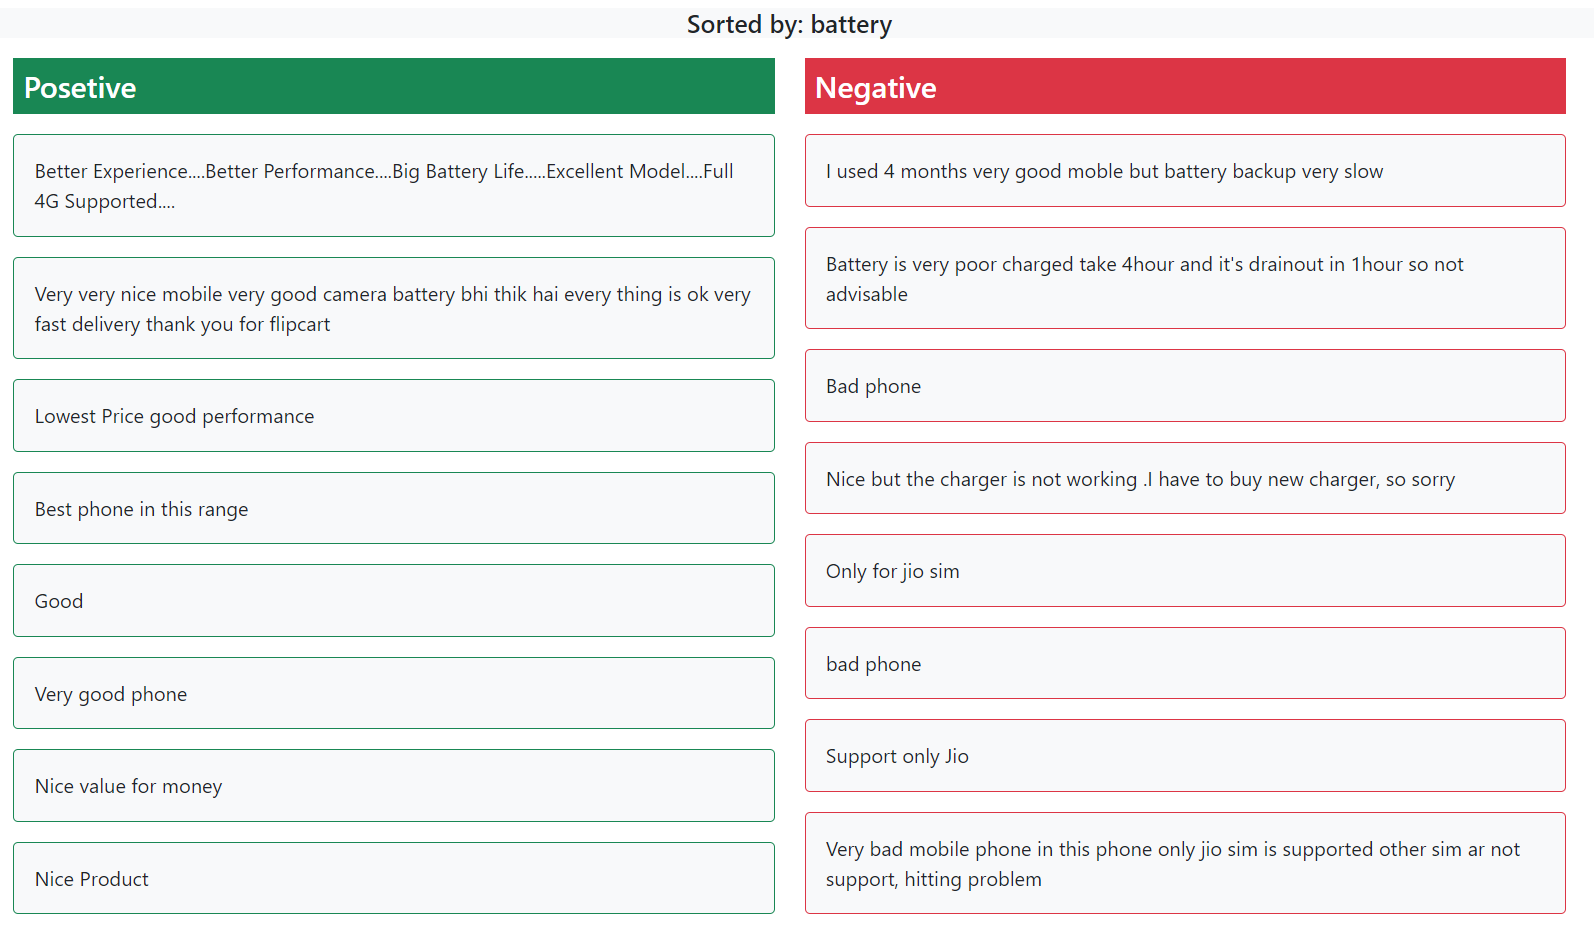 Sorted by: battery
Posetive
Better Experience....Better Performance....Big Battery Life.....Excellent Model....Full
4G Supported....
Very very nice mobile very good camera battery bhi thik hai every thing is ok very
fast delivery thank you for flipcart
Lowest Price good performance
Best phone in this range
Good
Very good phone
Nice value for money
Nice Product
Negative
I used 4 months very good moble but battery backup very slow
Battery is very poor charged take 4hour and it's drainout in 1hour so not
advisable
Bad phone
Nice but the charger is not working .I have to buy new charger, so sorry
Only for jio sim
bad phone
Support only Jio
Very bad mobile phone in this phone only jio sim is supported other sim ar not
support, hitting problem